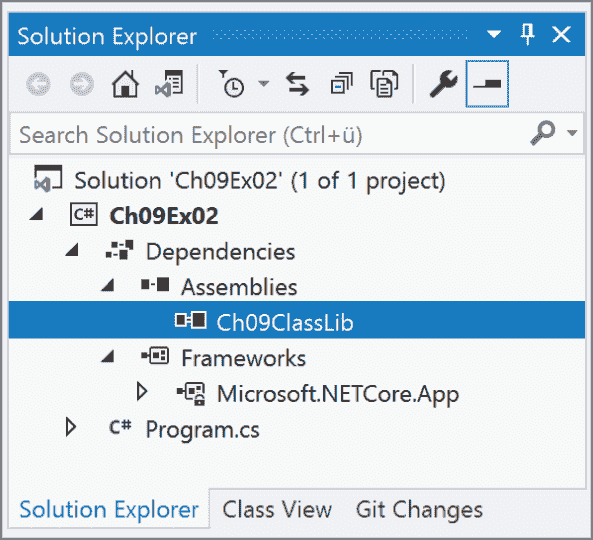 Solution Explorer
Search Solution Explorer (Ctrl+ü)
Solution 'Ch09Ex02' (1 of 1 project)
C# Ch09Ex02
Dependencies
Assemblies
Ch09ClassLib
Frameworks
Microsoft.NETCore.App
C# Program.cs
Solution Explorer Class View Git Changes